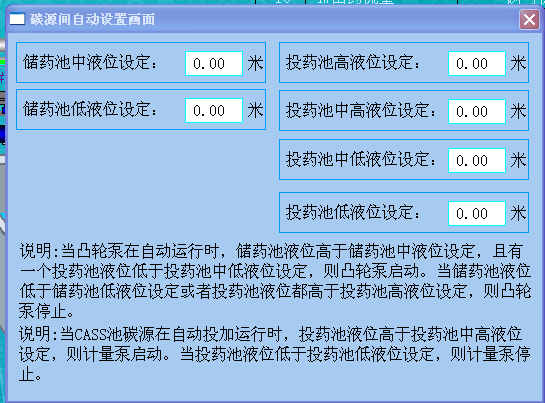 碳源间自动设置画面
储药池中液位设定： 0.00 米
投药池高液位设定： 0.00 米
储药池低液位设定： 0.00 米
投药池中高液位设定： 0.00 米
投药池中低液位设定： 0.00 米
投药池低液位设定： 0.00 米
说明:当凸轮泵在自动运行时，储药池液位高于储药池中液位设定，且有
一个投药池液位低于投药池中低液位设定，则凸轮泵启动。当储药池液位
低于储药池低液位设定或者投药池液位都高于投药池高液位设定，则凸轮
泵停止。
说明:当CASS池碳源在自动投加运行时，投药池液位高于投药池中高液位
设定，则计量泵启动。当投药池液位低于投药池低液位设定，则计量泵停
止。